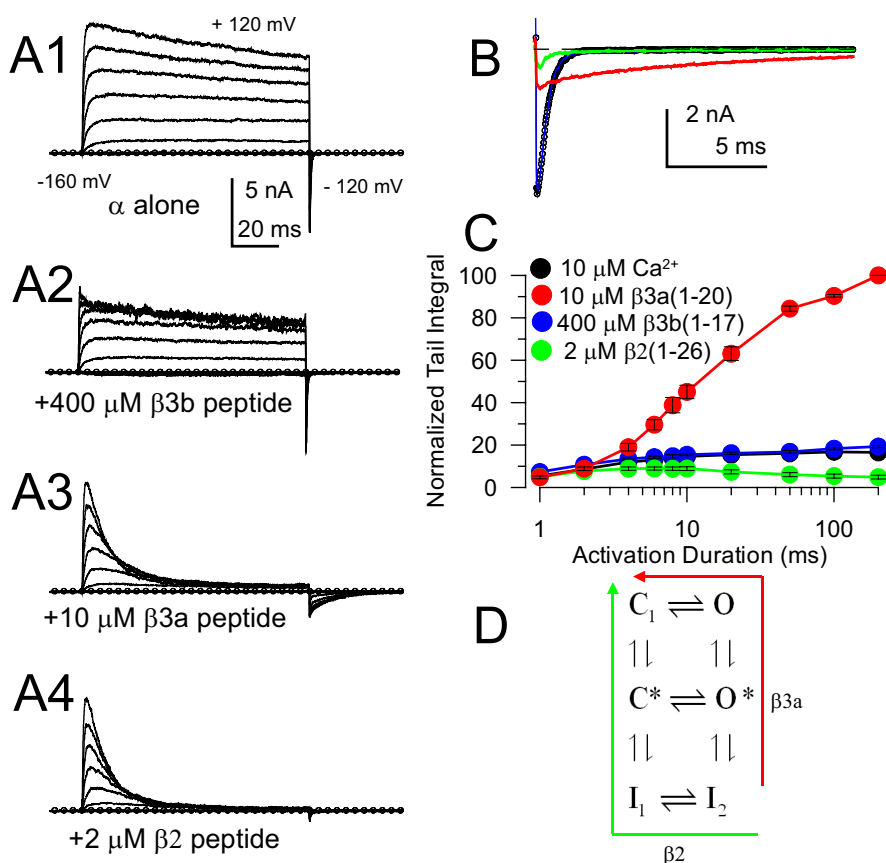 A1
+ 120 mV
-160 mV
α alone
5 nA
20 ms
- 120 mV
A2
+400 μM β3b peptide
A3
+10 μM β3a peptide
A4
+2 μM β2 peptide
B
2 nA
5 ms
C
10 μM Ca²⁺
10 μM β3a(1-20)
400 μM β3b(1-17)
2 μM β2(1-26)
Normalized Tail Integral
100
80
60
40
20
0
1 10 100
Activation Duration (ms)
D
C₁ ⇌ O
⥮ ⥮
C* ⇌ O*
β3a
⥮ ⥮
I₁ ⇌ I₂
β2